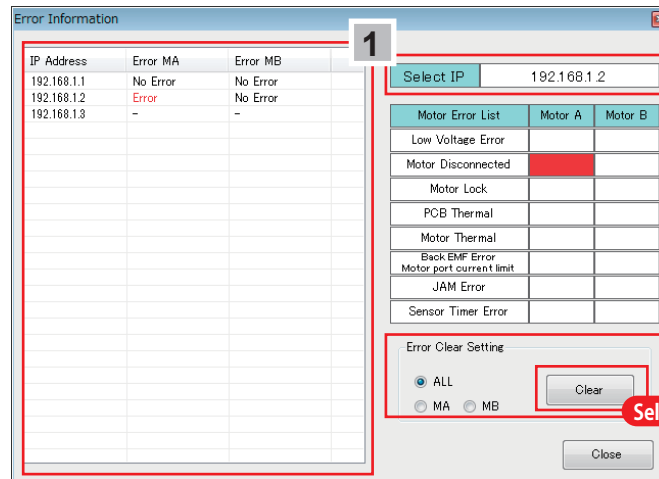 Error Information
1
IP Address Error MA Error MB
192.168.1.1 No Error No Error
192.168.1.2 Error No Error
192.168.1.3 - -
Select IP 192.168.1.2
Motor Error List Motor A Motor B
Low Voltage Error
Motor Disconnected
Motor Lock
PCB Thermal
Motor Thermal
Back EMF Error
Motor port current limit
JAM Error
Sensor Timer Error
Error Clear Setting
ALL
Clear
MA MB
Sel
Close